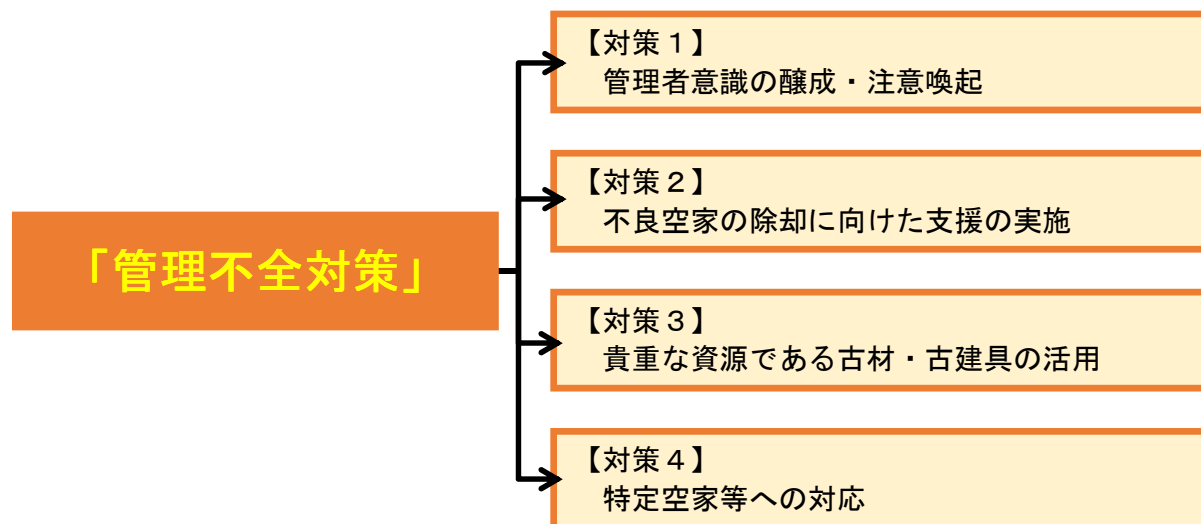 「管理不全対策」
【対策１】
管理者意識の醸成・注意喚起
【対策２】
不良空家の除却に向けた支援の実施
【対策３】
貴重な資源である古材・古建具の活用
【対策４】
特定空家等への対応